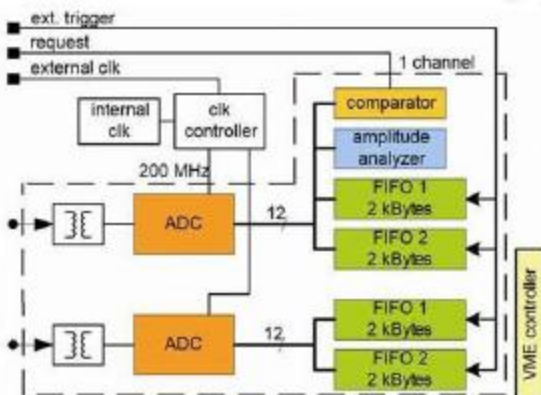 ext. trigger
request
external clk
1 channel
internal
clk
clk
controller
comparator
amplitude
analyzer
200 MHz
ADC
12
FIFO 1
2 kBytes
FIFO 2
2 kBytes
ADC
12
FIFO 1
2 kBytes
FIFO 2
2 kBytes
VME controller